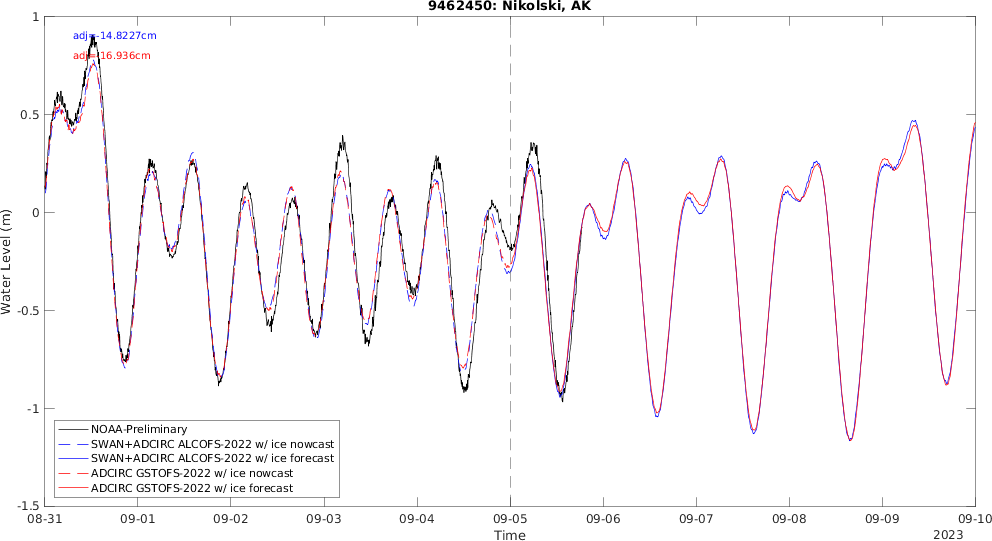 9462450: Nikolski, AK
adj=-14.8227cm
adj=-16.936cm
Water Level (m)
1
0.5
0
-0.5
-1
-1.5
NOAA-Preliminary
SWAN+ADCIRC ALCOFS-2022 w/ ice nowcast
SWAN+ADCIRC ALCOFS-2022 w/ ice forecast
ADCIRC GSTOFS-2022 w/ ice nowcast
ADCIRC GSTOFS-2022 w/ ice forecast
08-31 09-01 09-02 09-03 09-04 09-05 09-06 09-07 09-08 09-09 09-10
Time
2023